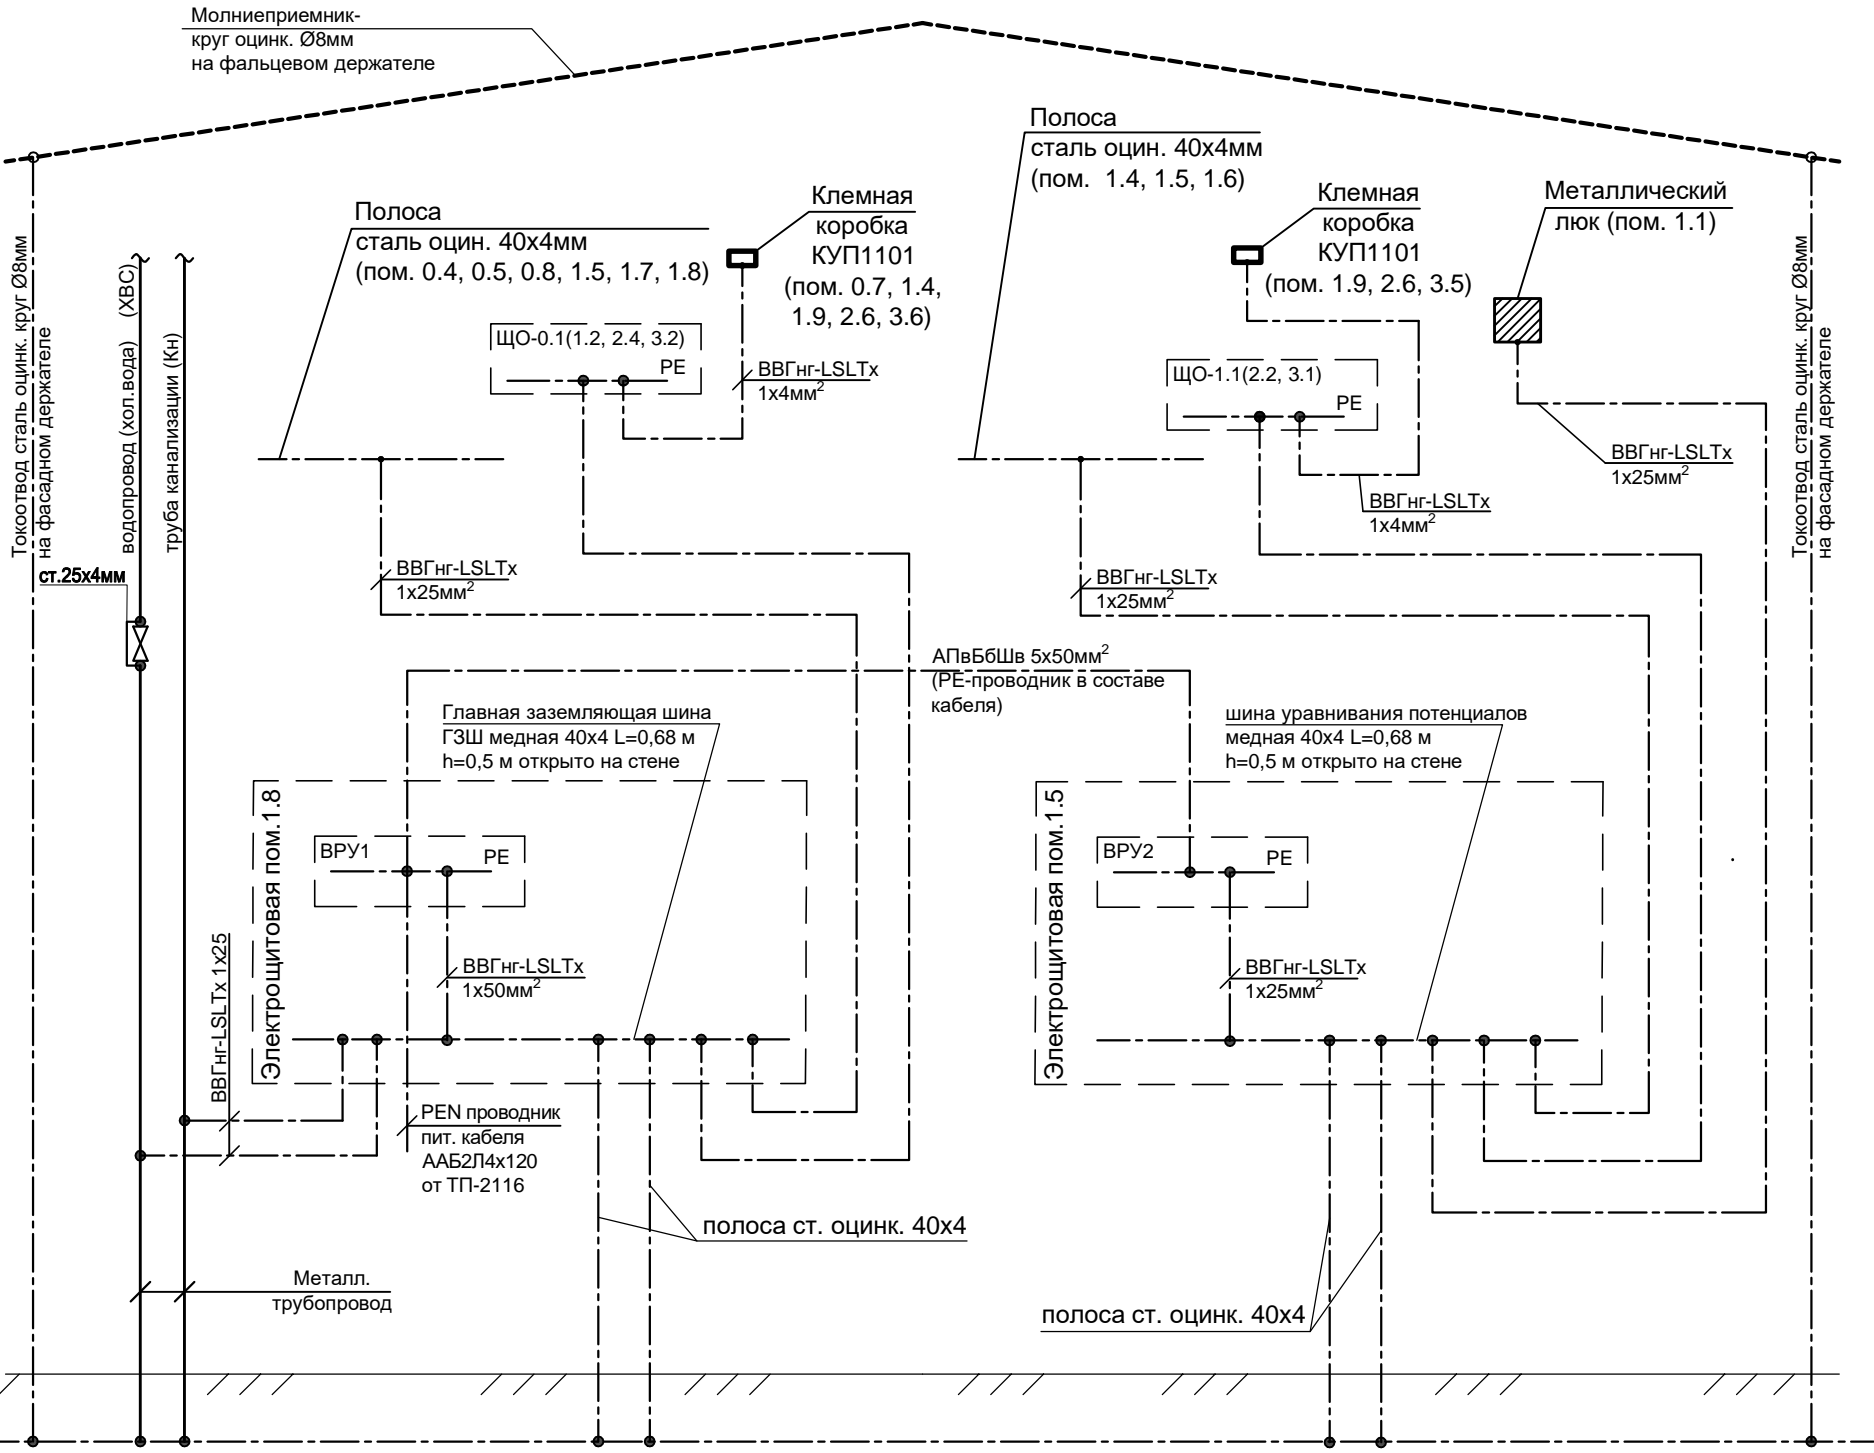 Молниеприемник-
круг оцинк. Ø8мм
на фальцевом держателе
Полоса
сталь оцин. 40х4мм
(пом. 1.4, 1.5, 1.6)
Клемная
коробка
КУП1101
(пом. 0.7, 1.4,
1.9, 2.6, 3.6)
Клемная
коробка
КУП1101
(пом. 1.9, 2.6, 3.5)
Металлический
люк (пом. 1.1)
Полоса
сталь оцин. 40х4мм
(пом. 0.4, 0.5, 0.8, 1.5, 1.7, 1.8)
Токоотвод сталь оцинк. круг Ø8мм
на фасадном держателе
водопровод (хол.вода) (ХВС)
труба канализации (Кн)
ст.25х4мм
ЩО-0.1(1.2, 2.4, 3.2)
PE
ВВГнг-LSLTx
1х4мм²
ЩО-1.1(2.2, 3.1)
PE
ВВГнг-LSLTx
1х4мм²
ВВГнг-LSLTx
1х25мм²
Токоотвод сталь оцинк. круг Ø8мм
на фасадном держателе
ВВГнг-LSLTx
1х25мм²
ВВГнг-LSLTx
1х25мм²
АПвБбШв 5х50мм²
(РЕ-проводник в составе
кабеля)
Главная заземляющая шина
ГЗШ медная 40х4 L=0,68 м
h=0,5 м открыто на стене
шина уравнивания потенциалов
медная 40х4 L=0,68 м
h=0,5 м открыто на стене
Электрощитовая пом.1.8
ВРУ1
PE
ВВГнг-LSLTx
1х50мм²
Электрощитовая пом.1.5
ВРУ2
PE
ВВГнг-LSLTx
1х25мм²
ВВГнг-LSLTx 1х25
PEN проводник
пит. кабеля
ААБ2Л4х120
от ТП-2116
полоса ст. оцинк. 40х4
Металл.
трубопровод
полоса ст. оцинк. 40х4